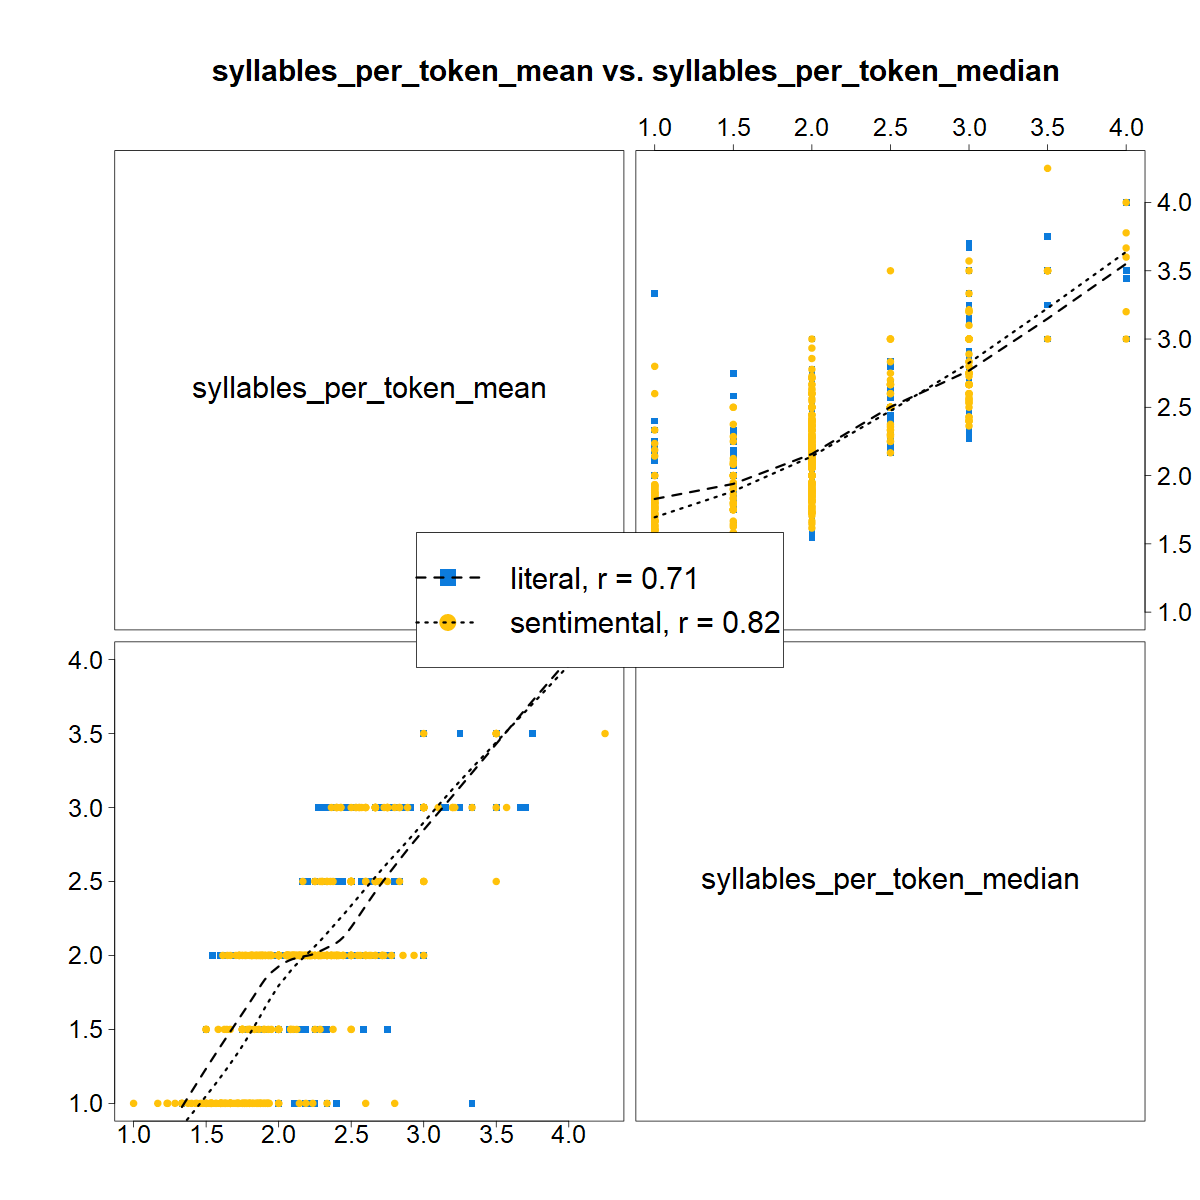 syllables_per_token_mean vs. syllables_per_token_median
1.0 1.5 2.0 2.5 3.0 3.5 4.0
syllables_per_token_mean
4.0
3.5
3.0
2.5
2.0
1.5
1.0
literal, r = 0.71
sentimental, r = 0.82
4.0
3.5
3.0
2.5
2.0
1.5
1.0
syllables_per_token_median
1.0 1.5 2.0 2.5 3.0 3.5 4.0